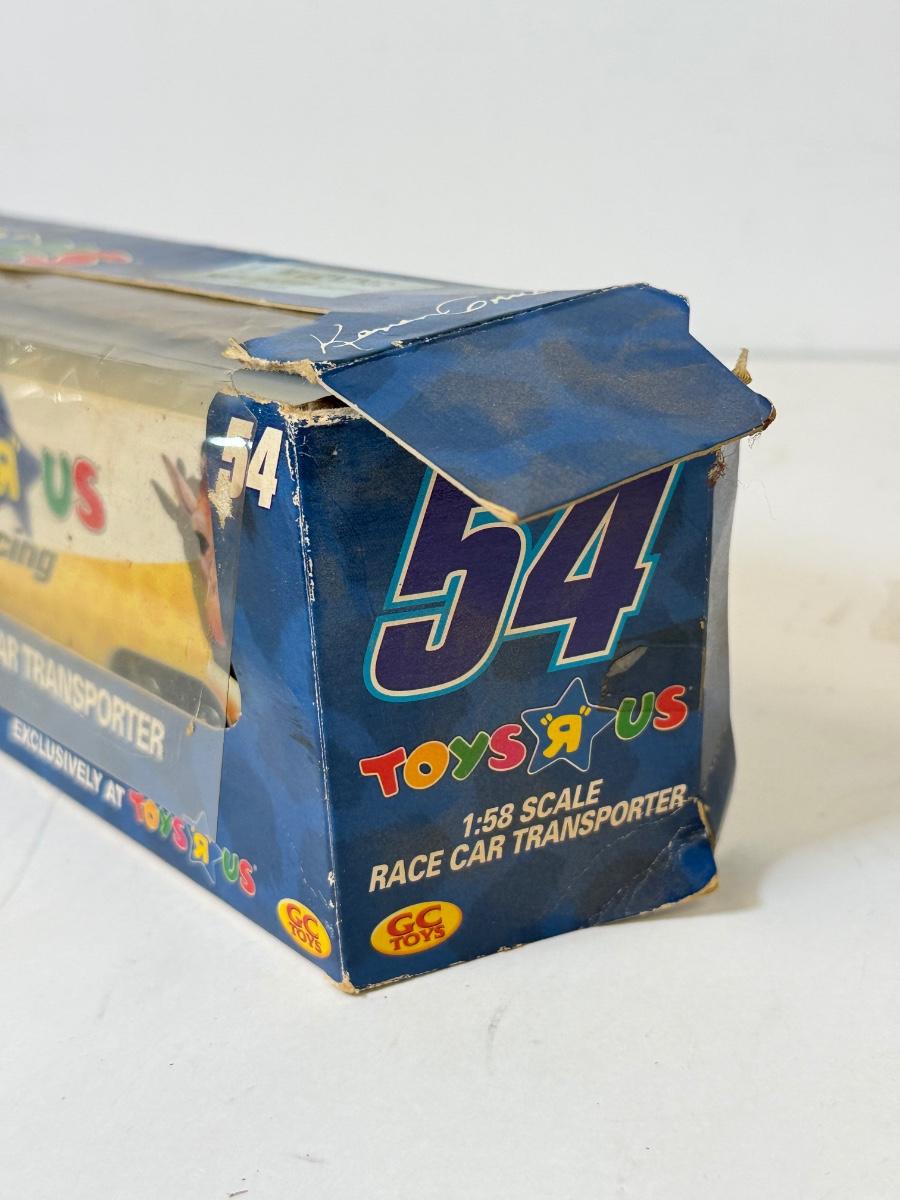 "R" US
cing
AR TRANSPORTER
EXCLUSIVELY AT TOYS "R" US
54
GC
TOYS
54
TOYS "R" US
1:58 SCALE
RACE CAR TRANSPORTER
GC
TOYS